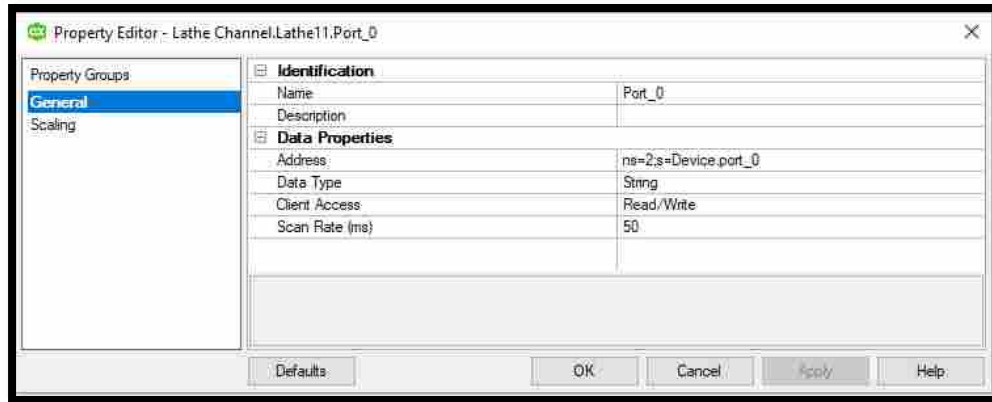 Property Editor - Lathe Channel.Lathe11.Port_0
Property Groups
General
Scaling
Identification
Name Port_0
Description
Data Properties
Address ns=2;s=Device.port_0
Data Type String
Client Access Read/Write
Scan Rate (ms) 50
Defaults OK Cancel Apply Help